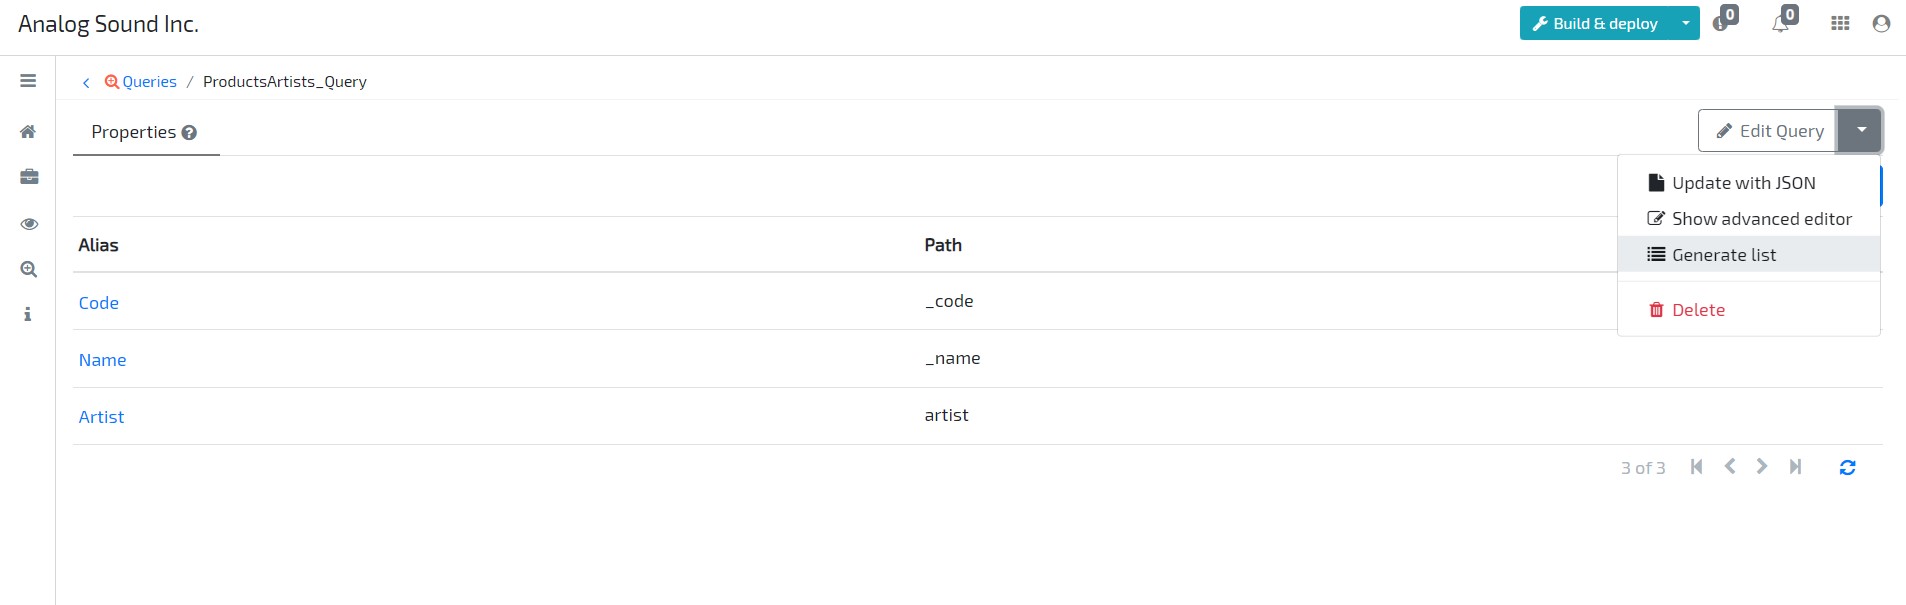 Analog Sound Inc.
Build & deploy
0
0
Queries / ProductsArtists_Query
Properties
Edit Query
Update with JSON
Show advanced editor
Generate list
Delete
Alias Path
Code _code
Name _name
Artist artist
3 of 3